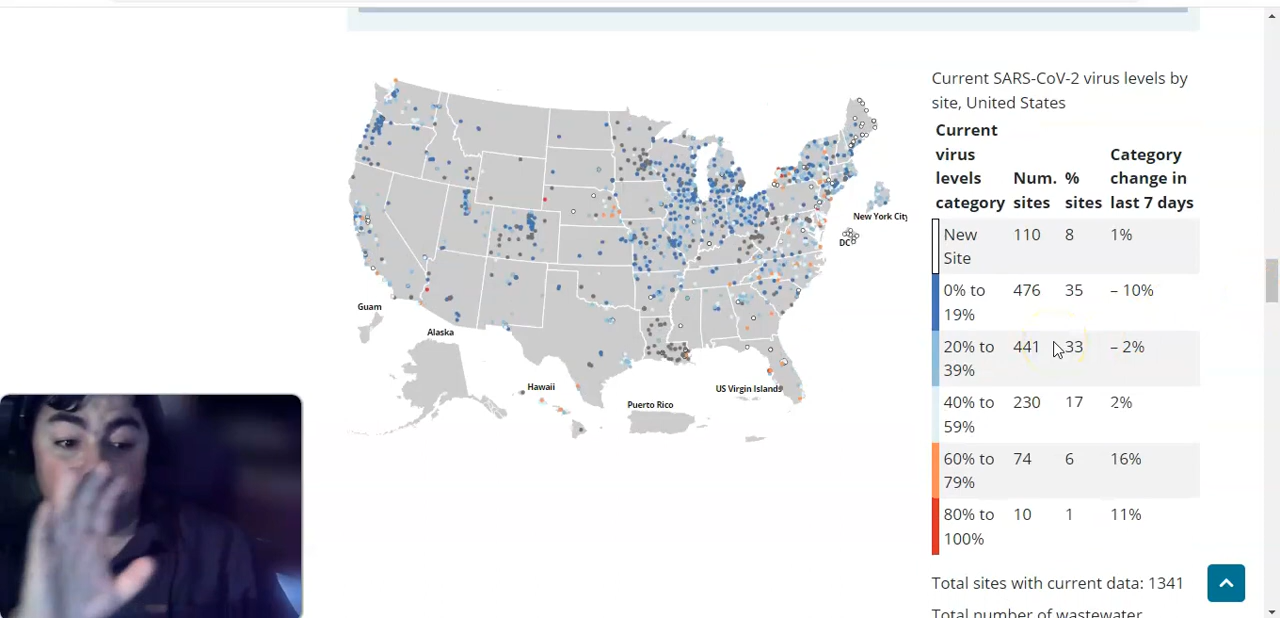 Current SARS-CoV-2 virus levels by
site, United States
Current virus levels category Num. sites % sites Category change in last 7 days
New Site 110 8 1%
0% to 19% 476 35 – 10%
20% to 39% 441 33 – 2%
40% to 59% 230 17 2%
60% to 79% 74 6 16%
80% to 100% 10 1 11%
Total sites with current data: 1341
Total number of wastewater
New York City
DC
Guam
Alaska
Hawaii
Puerto Rico
US Virgin Islands